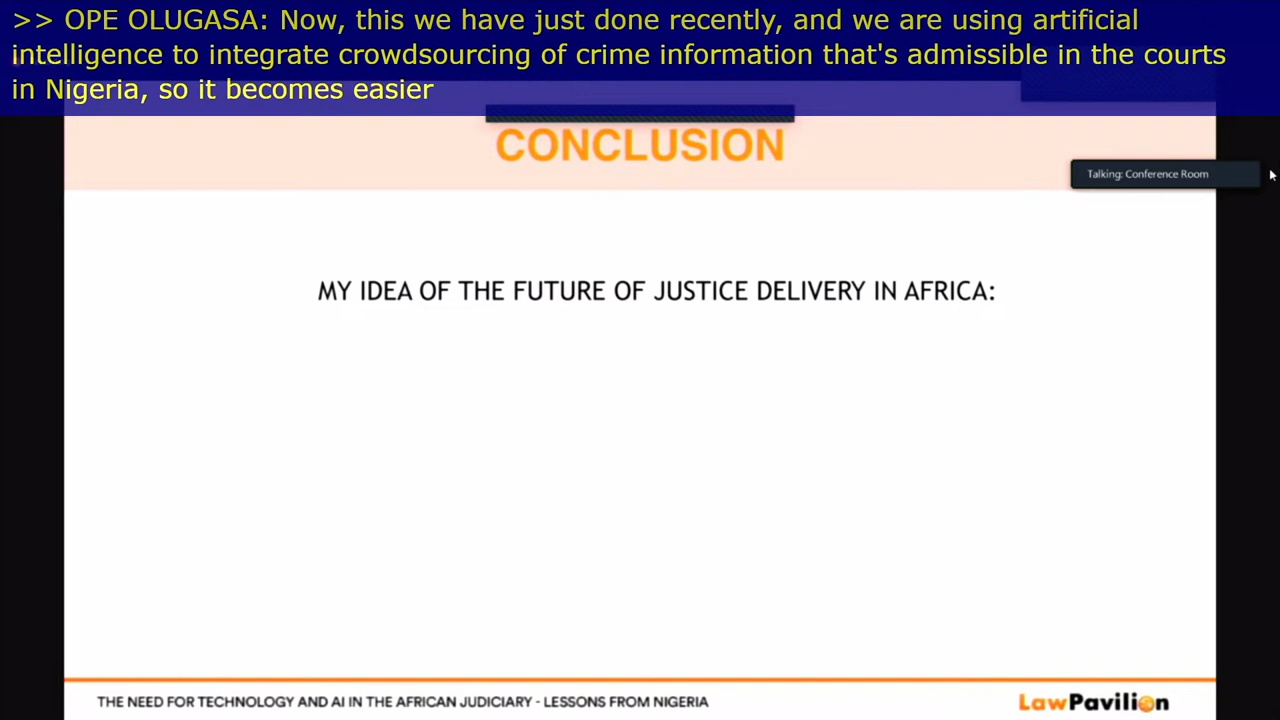 >> OPE OLUGASA: Now, this we have just done recently, and we are using artificial
intelligence to integrate crowdsourcing of crime information that's admissible in the courts
in Nigeria, so it becomes easier
CONCLUSION
Talking: Conference Room
MY IDEA OF THE FUTURE OF JUSTICE DELIVERY IN AFRICA:
THE NEED FOR TECHNOLOGY AND AI IN THE AFRICAN JUDICIARY - LESSONS FROM NIGERIA
LawPavilion